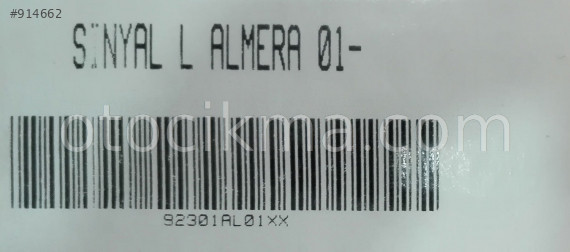 #914662
SİNYAL L ALMERA 01-
otocikma.com
92301AL01XX